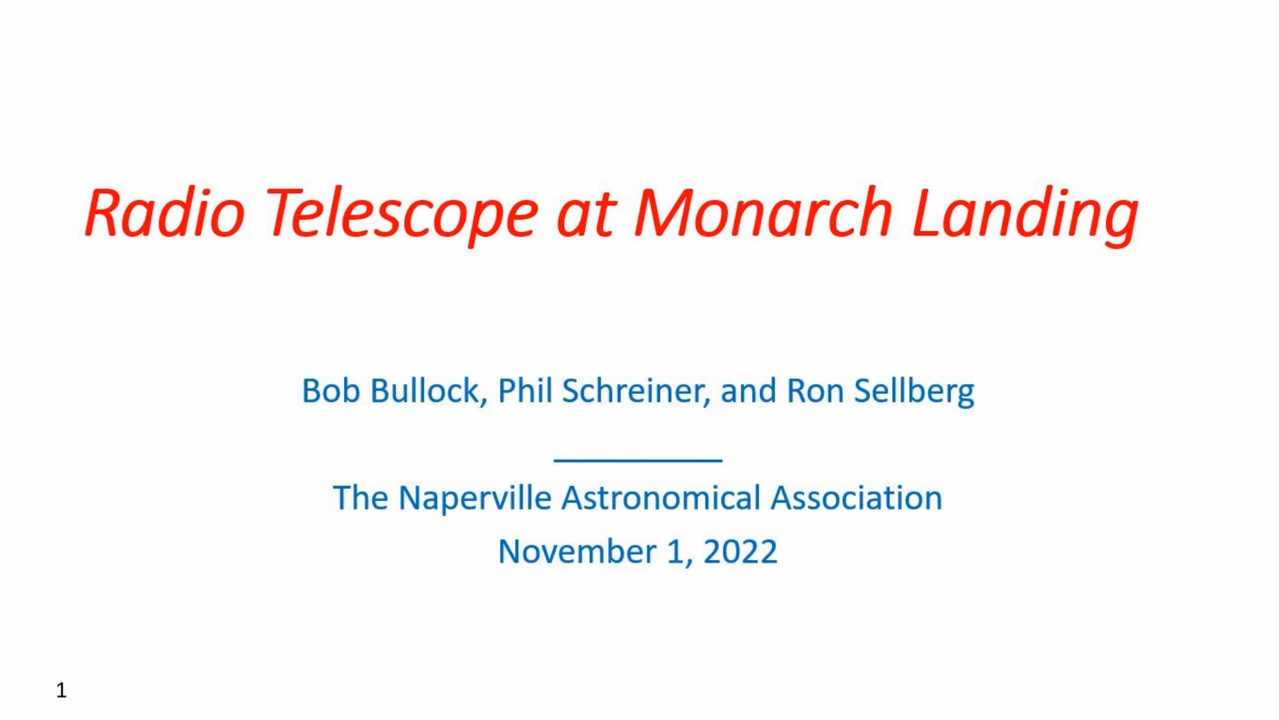 Radio Telescope at Monarch Landing
Bob Bullock, Phil Schreiner, and Ron Sellberg
The Naperville Astronomical Association
November 1, 2022
1